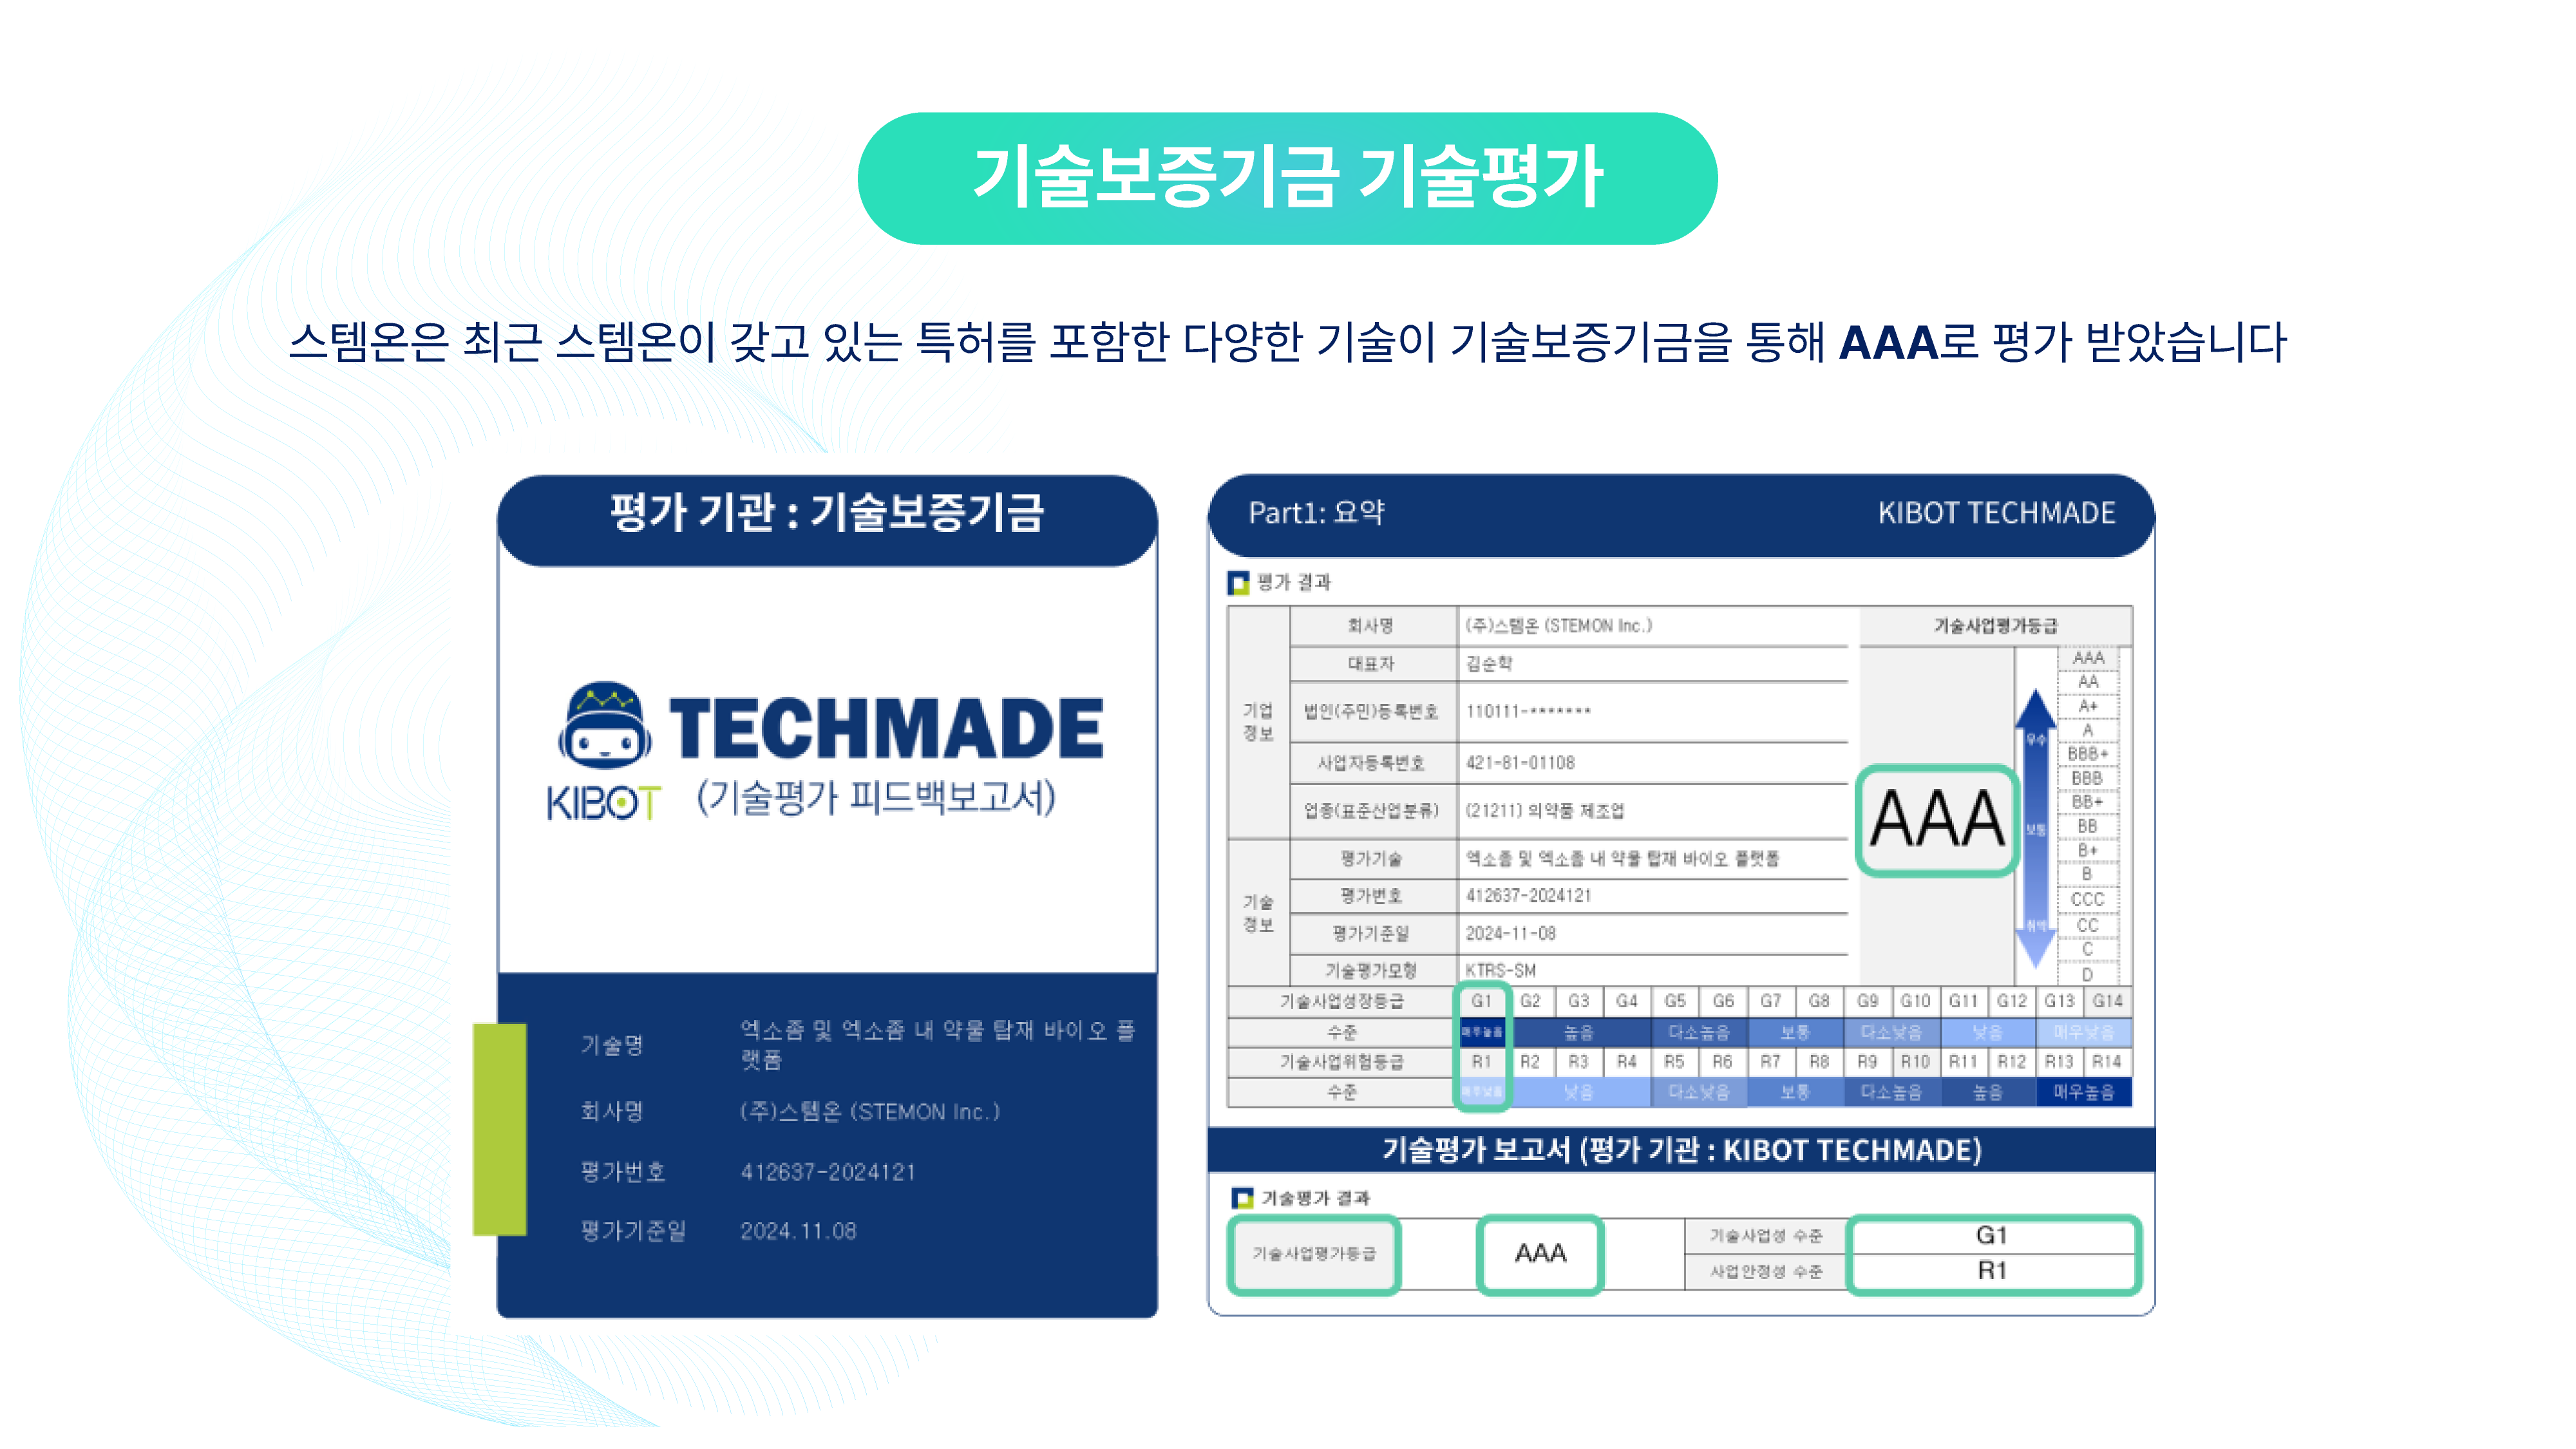 기술보증기금 기술평가
스템온은 최근 스템온이 갖고 있는 특허를 포함한 다양한 기술이 기술보증기금을 통해 AAA로 평가 받았습니다
평가 기관 : 기술보증기금
TECHMADE
KIBOT (기술평가 피드백보고서)
기술명 엑소좀 및 엑소좀 내 약물 탑재 바이오 플
랫폼
회사명 (주)스템온 (STEMON Inc.)
평가번호 412637-2024121
평가기준일 2024.11.08
Part1: 요약 KIBOT TECHMADE
평가 결과
기업
정보
회사명 (주)스템온 (STEMON Inc.)
대표자 김순학
법인(주민)등록번호 110111-*******
사업자등록번호 421-81-01108
업종(표준산업분류) (21211) 의약품 제조업
기술
정보
평가기술 엑소좀 및 엑소좀 내 약물 탑재 바이오 플랫폼
평가번호 412637-2024121
평가기준일 2024-11-08
기술평가모형 KTRS-SM
기술사업평가등급
AAA
우수
보통
취약
AAA
AA
A+
A
BBB+
BBB
BB+
BB
B+
B
CCC
CC
C
D
기술사업성장등급 G1 G2 G3 G4 G5 G6 G7 G8 G9 G10 G11 G12 G13 G14
수준 매우높음 높음 다소높음 보통 다소낮음 낮음 매우낮음
기술사업위험등급 R1 R2 R3 R4 R5 R6 R7 R8 R9 R10 R11 R12 R13 R14
수준 매우낮음 낮음 다소낮음 보통 다소높음 높음 매우높음
기술평가 보고서 (평가 기관 : KIBOT TECHMADE)
기술평가 결과
기술사업평가등급 AAA
기술사업성 수준 G1
사업안정성 수준 R1